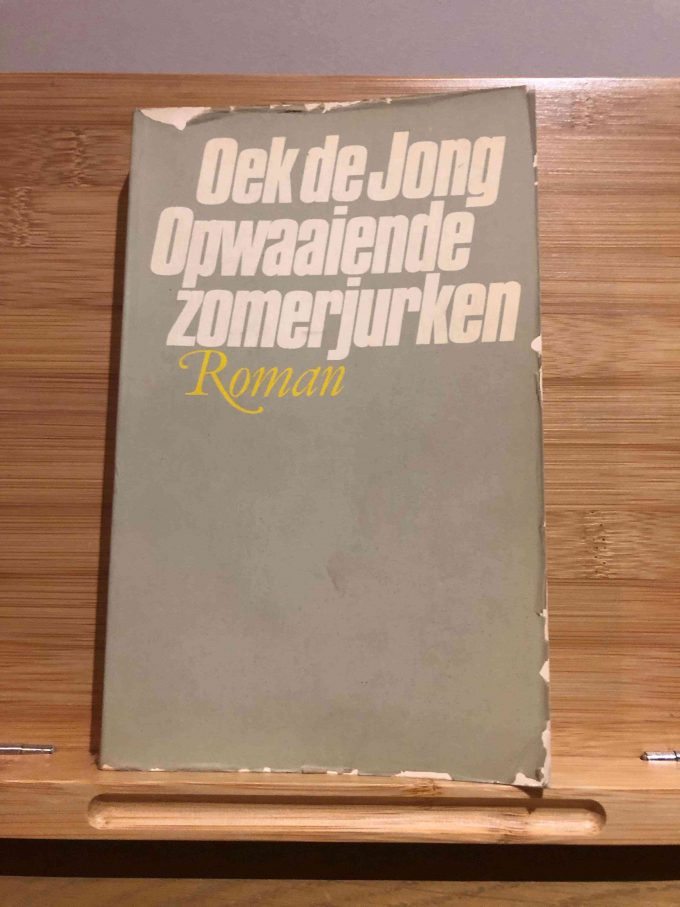 Oek de Jong
Opwaaiende
zomerjurken
Roman